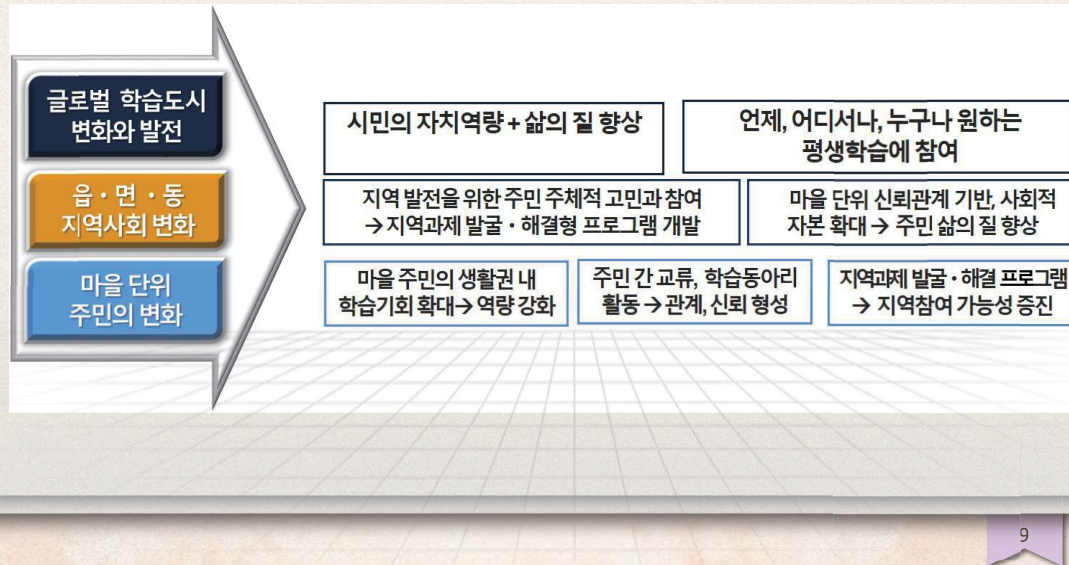 글로벌 학습도시
변화와 발전
시민의 자치역량 + 삶의 질 향상
언제, 어디서나, 누구나 원하는
평생학습에 참여
읍・면・동
지역사회 변화
지역 발전을 위한 주민 주체적 고민과 참여
→ 지역과제 발굴・해결형 프로그램 개발
마을 단위 신뢰관계 기반, 사회적
자본 확대 → 주민 삶의 질 향상
마을 단위
주민의 변화
마을 주민의 생활권 내
학습기회 확대→ 역량 강화
주민 간 교류, 학습동아리
활동 → 관계, 신뢰 형성
지역과제 발굴・해결 프로그램
→ 지역참여 가능성 증진
9